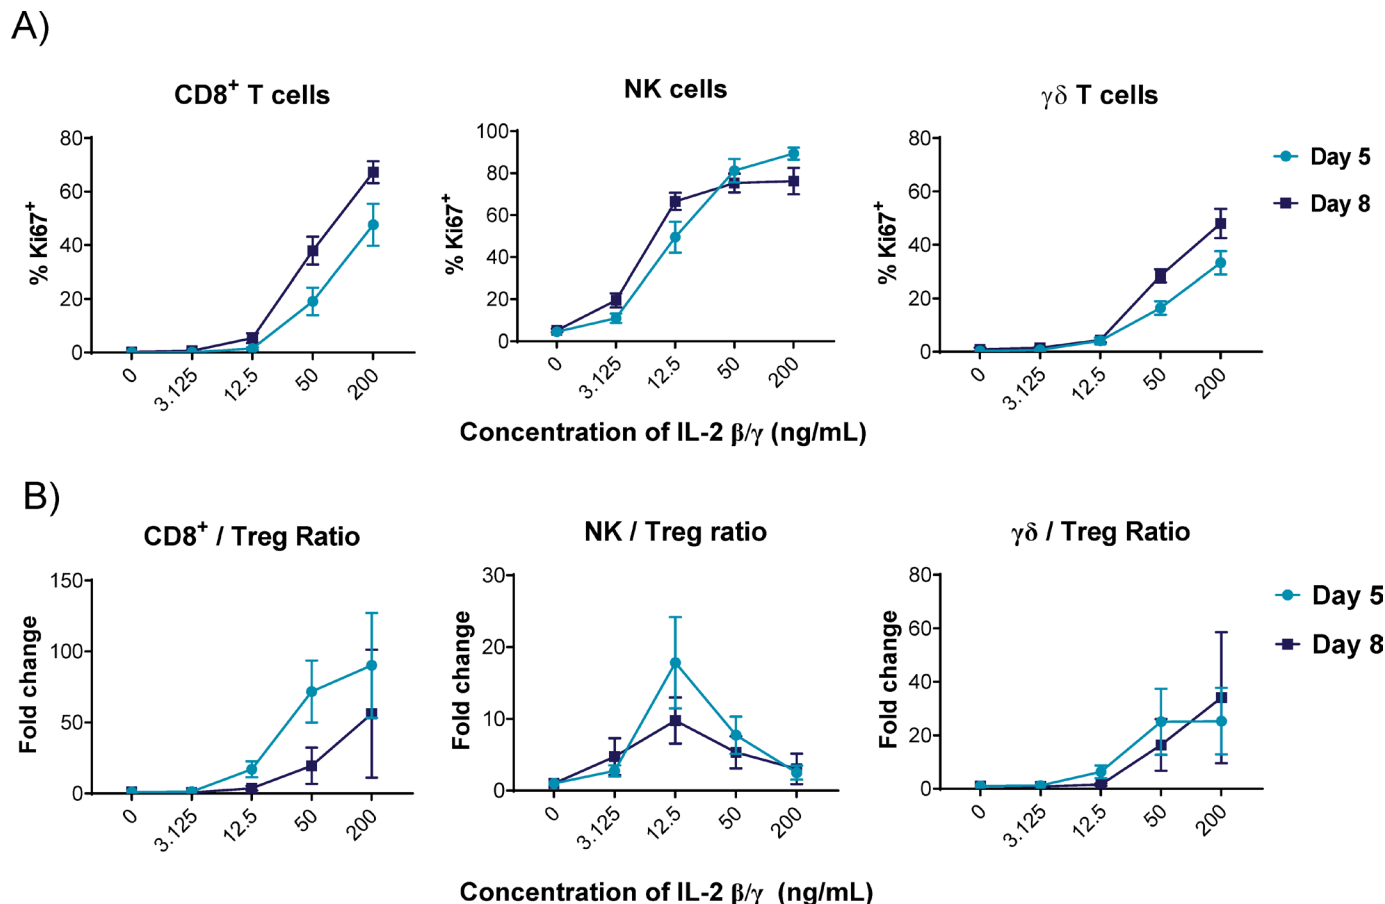 A)
CD8⁺ T cells
NK cells
γδ T cells
% Ki67⁺
80
60
40
20
0
0
3.125
12.5
50
200
% Ki67⁺
100
80
60
40
20
0
0
3.125
12.5
50
200
% Ki67⁺
80
60
40
20
0
0
3.125
12.5
50
200
Day 5
Day 8
Concentration of IL-2 β/γ (ng/mL)
B)
CD8⁺ / Treg Ratio
NK / Treg ratio
γδ / Treg Ratio
Fold change
150
100
50
0
0
3.125
12.5
50
200
Fold change
30
20
10
0
0
3.125
12.5
50
200
Fold change
80
60
40
20
0
0
3.125
12.5
50
200
Day 5
Day 8
Concentration of IL-2 β/γ (ng/mL)